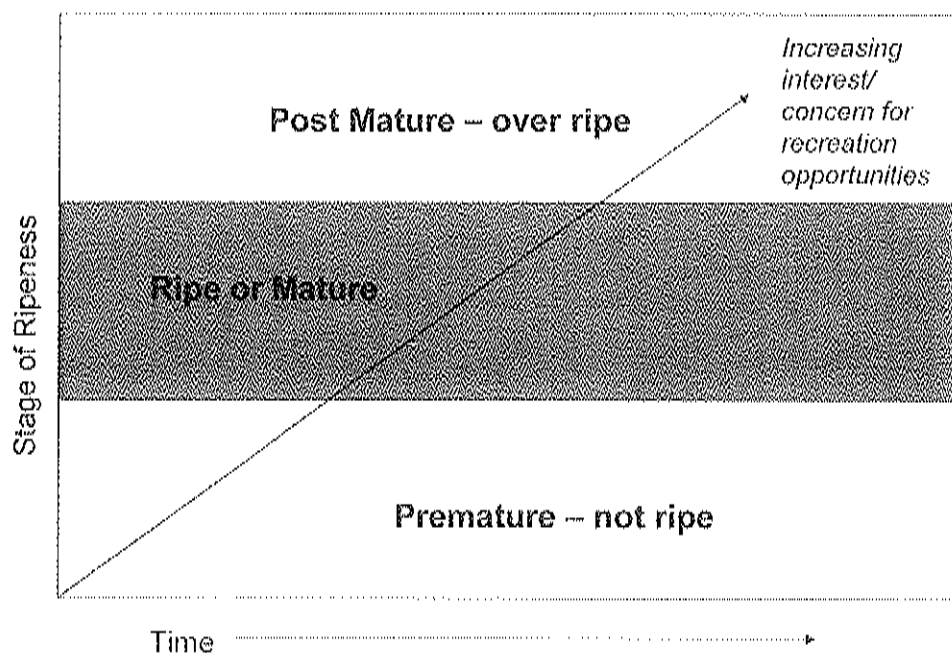 Increasing
interest/
concern for
recreation
opportunities
Post Mature – over ripe
Ripe or Mature
Stage of Ripeness
Premature – not ripe
Time